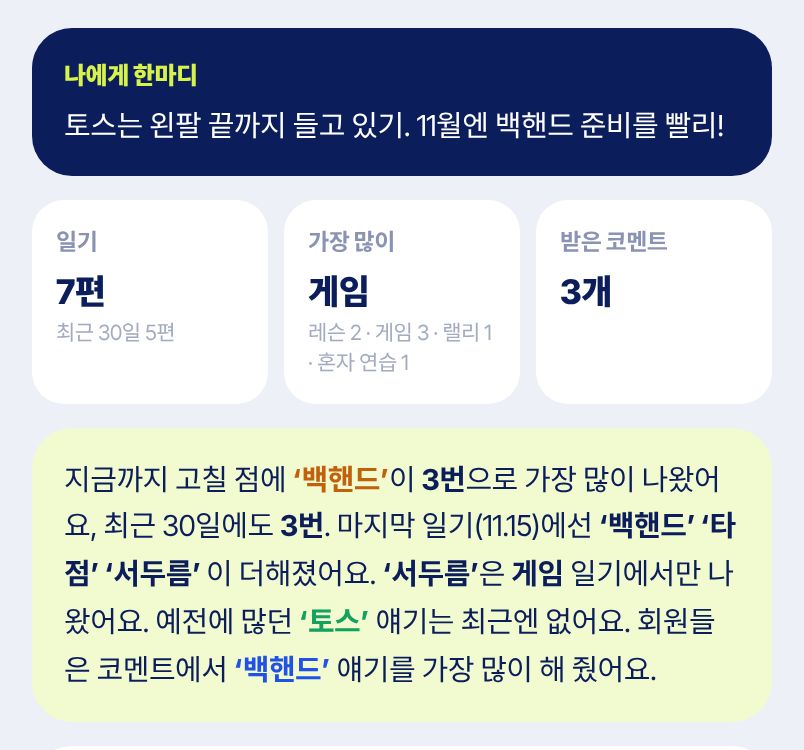 나에게 한마디
토스는 왼팔 끝까지 들고 있기. 11월엔 백핸드 준비를 빨리!
일기
7편
최근 30일 5편
가장 많이
게임
레슨 2 · 게임 3 · 랠리 1
· 혼자 연습 1
받은 코멘트
3개
지금까지 고칠 점에 ‘백핸드’이 3번으로 가장 많이 나왔어
요, 최근 30일에도 3번. 마지막 일기(11.15)에선 ‘백핸드’ ‘타
점’ ‘서두름’ 이 더해졌어요. ‘서두름’은 게임 일기에서만 나
왔어요. 예전에 많던 ‘토스’ 얘기는 최근엔 없어요. 회원들
은 코멘트에서 ‘백핸드’ 얘기를 가장 많이 해 줬어요.